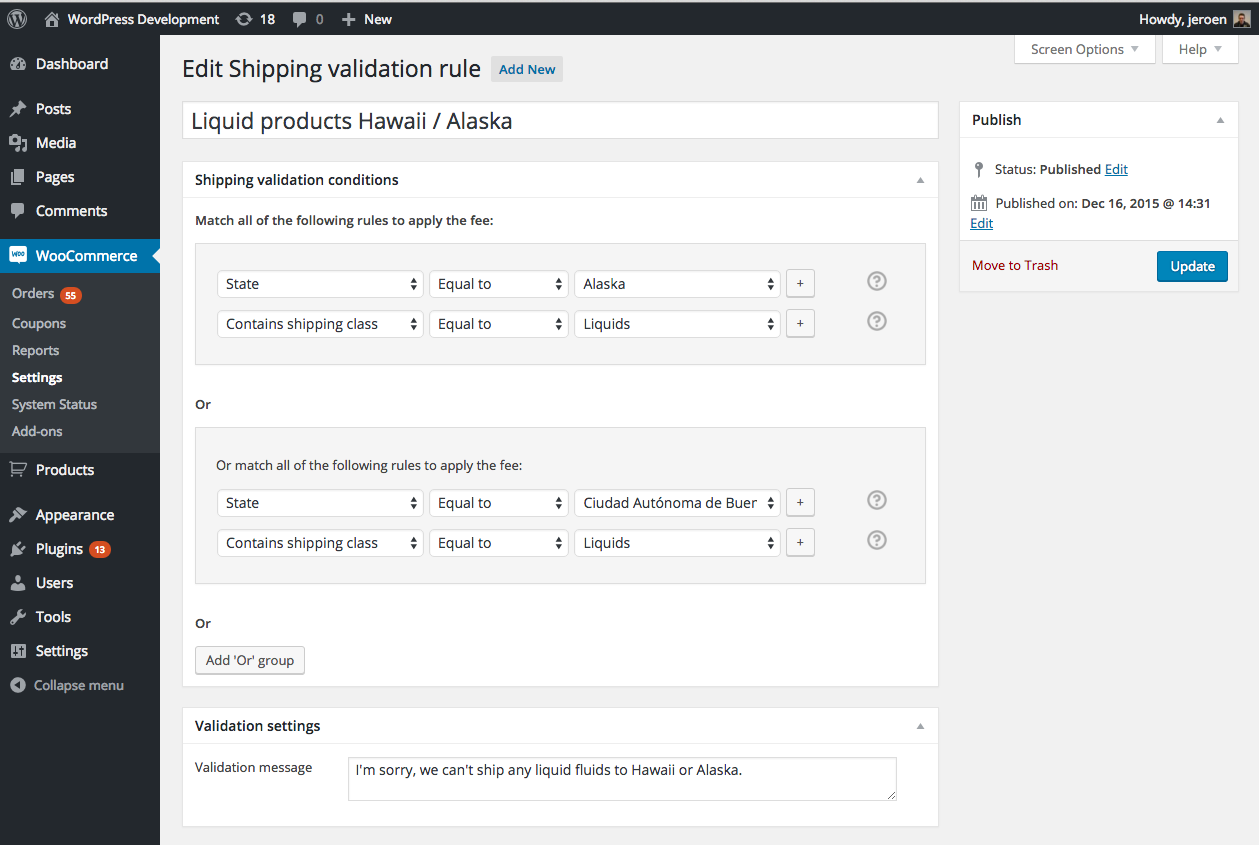 WordPress Development 18 0 New Howdy, jeroen
Screen Options Help
Dashboard
Posts
Media
Pages
Comments
WOO WooCommerce
Orders 55
Coupons
Reports
Settings
System Status
Add-ons
Products
Appearance
Plugins 13
Users
Tools
Settings
Collapse menu
Edit Shipping validation rule Add New
Liquid products Hawaii / Alaska
Shipping validation conditions
Match all of the following rules to apply the fee:
State Equal to Alaska + ?
Contains shipping class Equal to Liquids + ?
Or
Or match all of the following rules to apply the fee:
State Equal to Ciudad Autónoma de Buer + ?
Contains shipping class Equal to Liquids + ?
Or
Add 'Or' group
Validation settings
Validation message I'm sorry, we can't ship any liquid fluids to Hawaii or Alaska.
Publish
Status: Published Edit
Published on: Dec 16, 2015 @ 14:31
Edit
Move to Trash Update